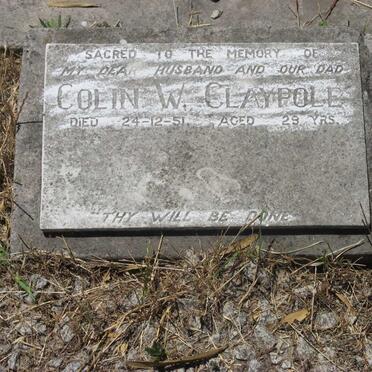 SACRED TO THE MEMORY OF
MY DEAR HUSBAND AND OUR DAD
COLIN W. CLAYPOLE
DIED 24-12-51. AGED 29 YRS.
"THY WILL BE DONE"